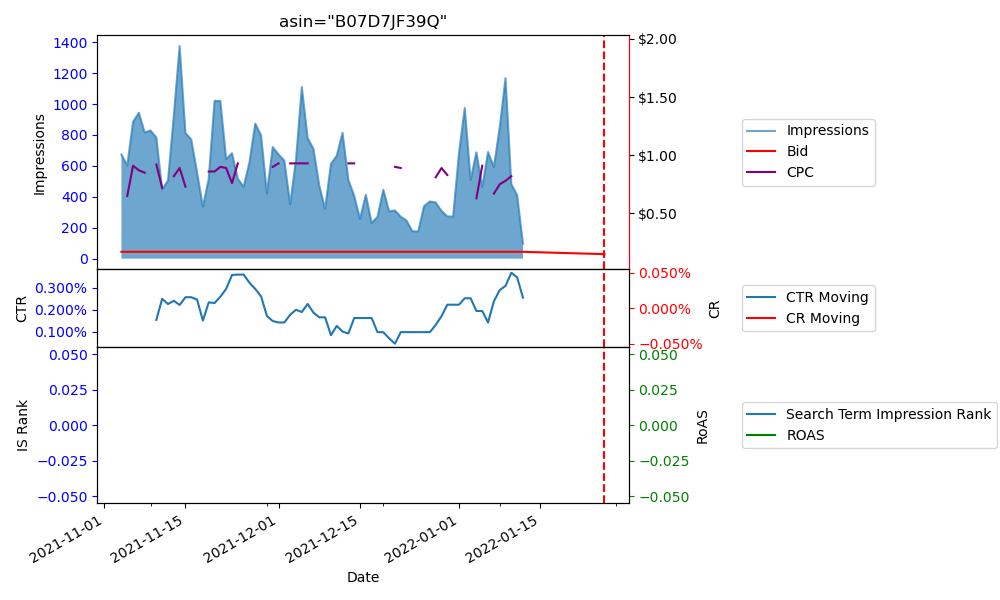 asin="B07D7JF39Q"
1400
1200
1000
800
600
400
200
0
Impressions
$2.00
$1.50
$1.00
$0.50
Impressions
Bid
CPC
0.300%
0.200%
0.100%
CTR
0.050%
0.000%
−0.050%
CR
CTR Moving
CR Moving
0.050
0.025
0.000
−0.025
−0.050
IS Rank
0.050
0.025
0.000
−0.025
−0.050
RoAS
Search Term Impression Rank
ROAS
2021-11-01
2021-11-15
2021-12-01
2021-12-15
2022-01-01
2022-01-15
Date